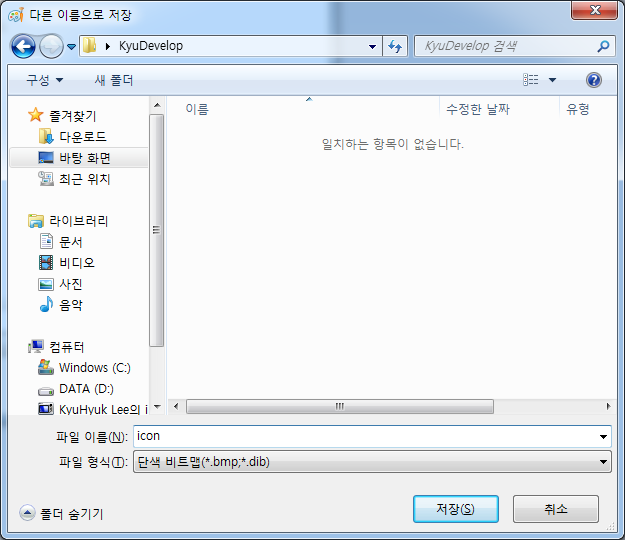 다른 이름으로 저장
KyuDevelop
KyuDevelop 검색
구성
새 폴더
이름
수정한 날짜
유형
일치하는 항목이 없습니다.
즐겨찾기
다운로드
바탕 화면
최근 위치
라이브러리
문서
비디오
사진
음악
컴퓨터
Windows (C:)
DATA (D:)
KyuHyuk Lee의 i
파일 이름(N):
icon
파일 형식(T):
단색 비트맵(*.bmp;*.dib)
폴더 숨기기
저장(S)
취소